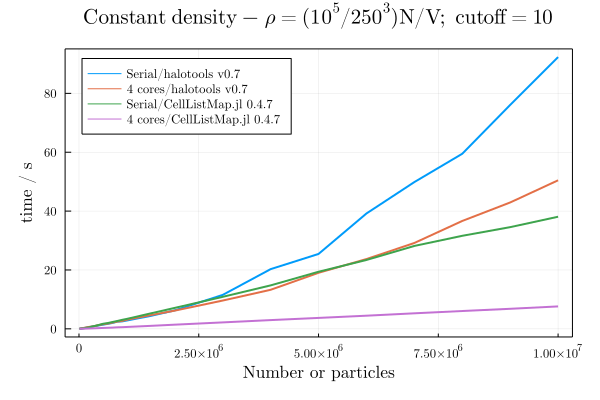 Constant density – ρ = (10⁵/250³)N/V; cutoff = 10
Serial/halotools v0.7
4 cores/halotools v0.7
Serial/CellListMap.jl 0.4.7
4 cores/CellListMap.jl 0.4.7
time / s
80
60
40
20
0
0 2.50×10⁶ 5.00×10⁶ 7.50×10⁶ 1.00×10⁷
Number or particles